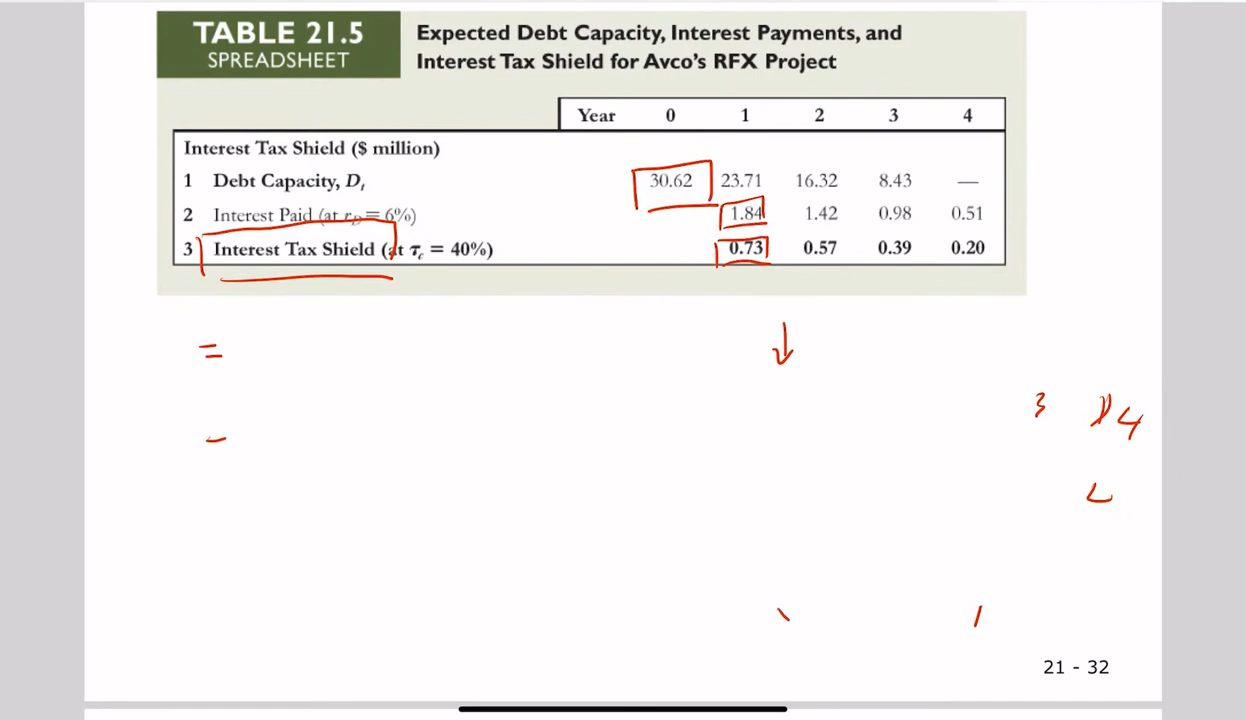 TABLE 21.5 Expected Debt Capacity, Interest Payments, and
SPREADSHEET Interest Tax Shield for Avco's RFX Project
Year 0 1 2 3 4
Interest Tax Shield ($ million)
1 Debt Capacity, Dt 30.62 23.71 16.32 8.43 —
2 Interest Paid (at rD = 6%) 1.84 1.42 0.98 0.51
3 Interest Tax Shield (at τc = 40%) 0.73 0.57 0.39 0.20
=
3
4
21 - 32